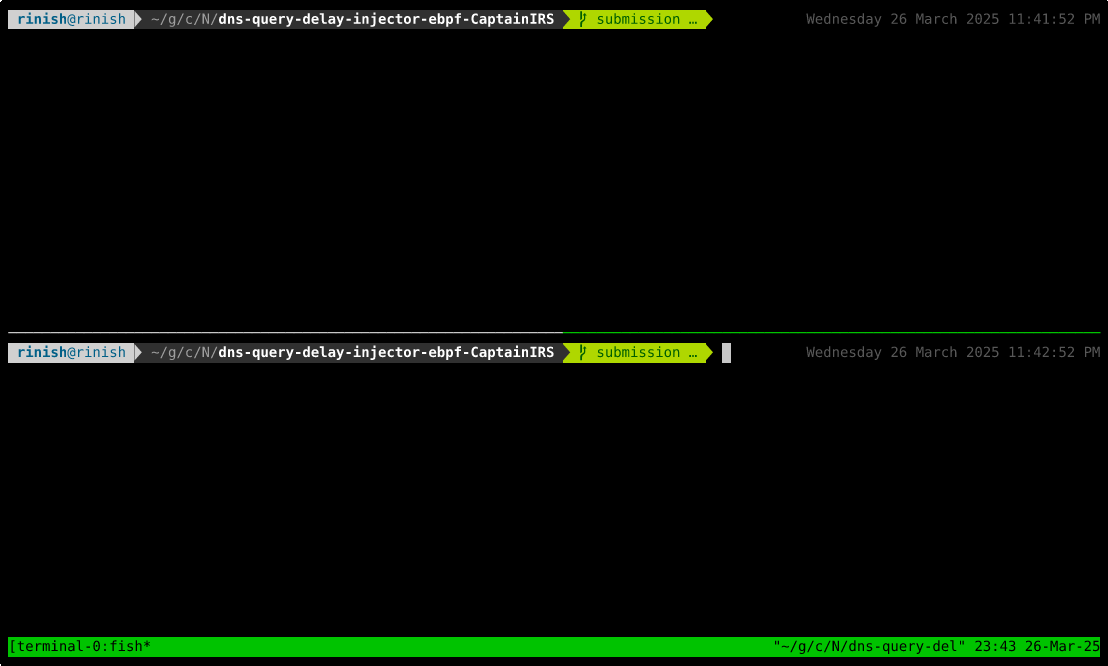 rinish@rinish ~/g/c/N/dns-query-delay-injector-ebpf-CaptainIRS submission … Wednesday 26 March 2025 11:41:52 PM
rinish@rinish ~/g/c/N/dns-query-delay-injector-ebpf-CaptainIRS submission … Wednesday 26 March 2025 11:42:52 PM
[terminal-0:fish* "~/g/c/N/dns-query-del" 23:43 26-Mar-25